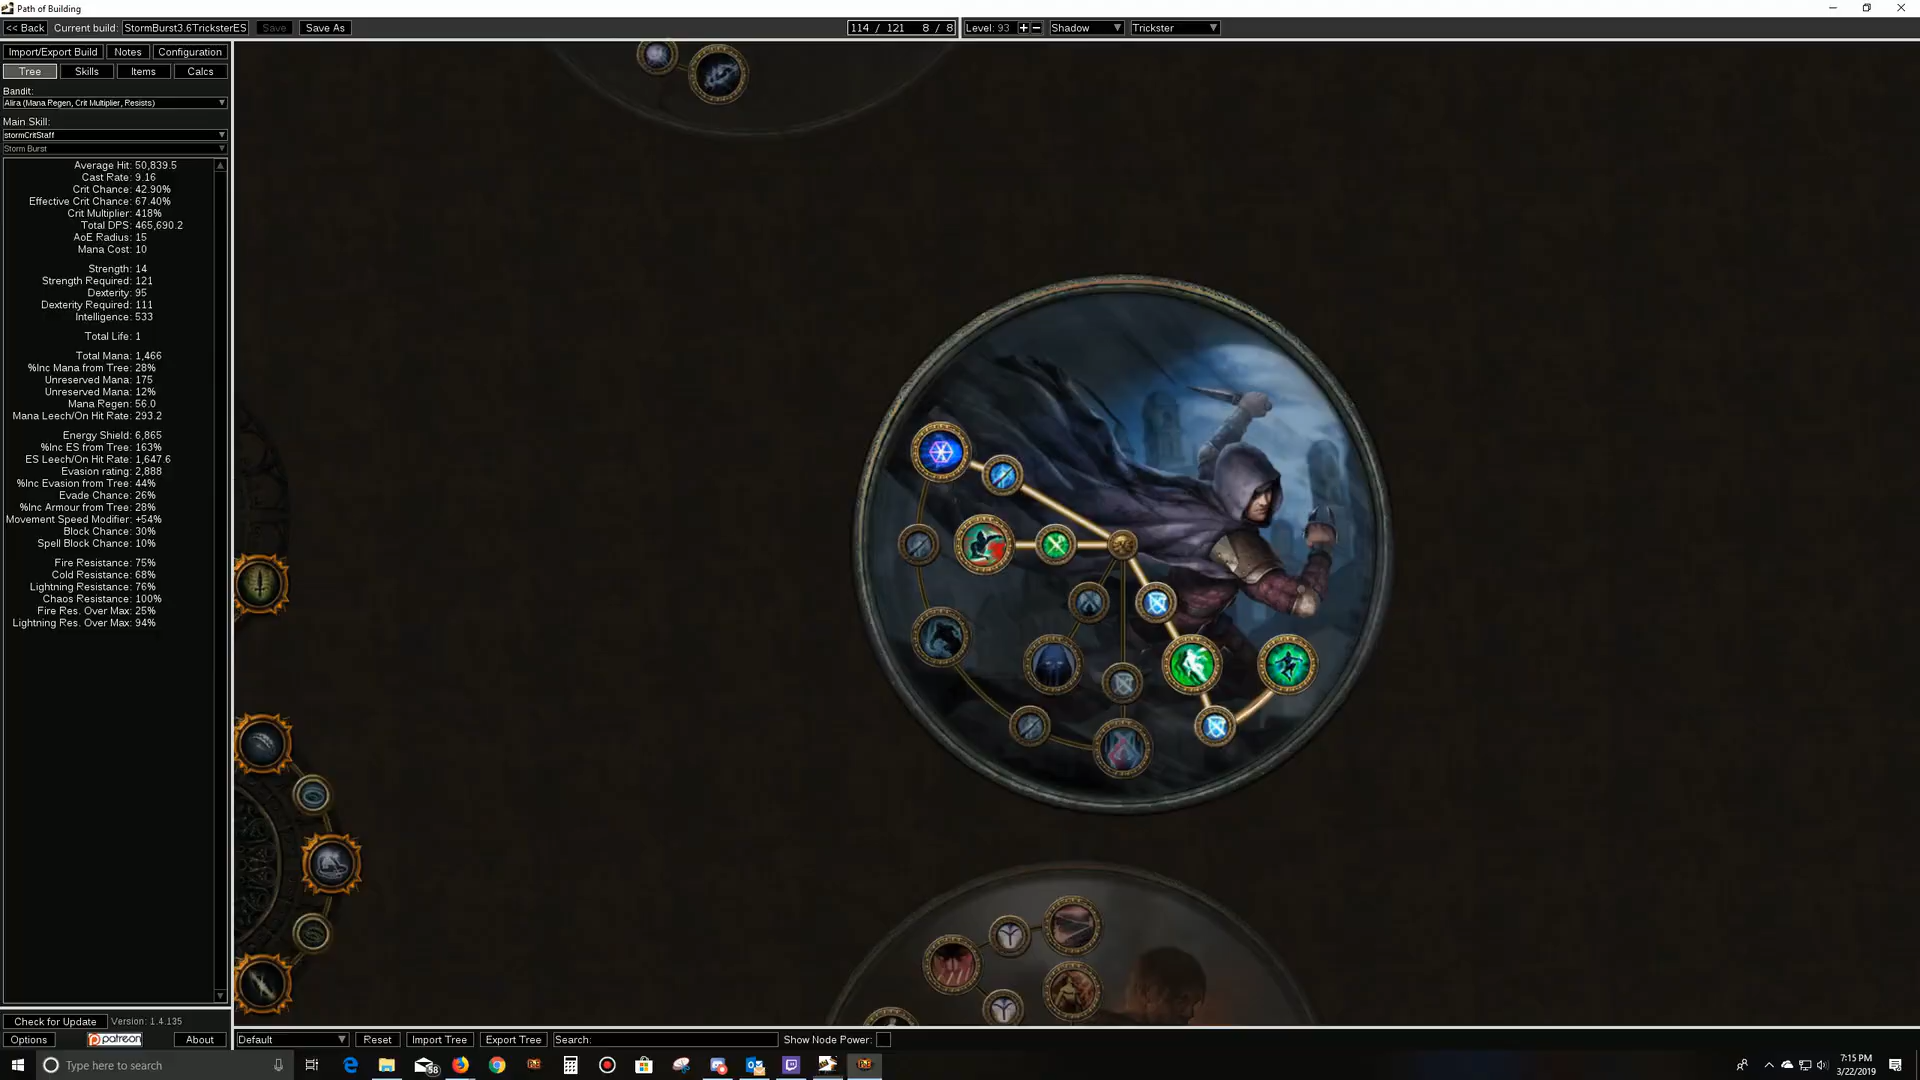 Path of Building
<< Back Current build: StormBurst3.6TricksterES Save Save As 114 / 121 8 / 8 Level: 93 + − Shadow Trickster
Import/Export Build Notes Configuration
Tree Skills Items Calcs
Bandit:
Alira (Mana Regen, Crit Multiplier, Resists)
Main Skill:
stormCritStaff
Storm Burst
Average Hit: 50,839.5
Cast Rate: 9.16
Crit Chance: 42.90%
Effective Crit Chance: 67.40%
Crit Multiplier: 418%
Total DPS: 465,690.2
AoE Radius: 15
Mana Cost: 10
Strength: 14
Strength Required: 121
Dexterity: 95
Dexterity Required: 111
Intelligence: 533
Total Life: 1
Total Mana: 1,466
%Inc Mana from Tree: 28%
Unreserved Mana: 175
Unreserved Mana: 12%
Mana Regen: 56.0
Mana Leech/On Hit Rate: 293.2
Energy Shield: 6,865
%Inc ES from Tree: 163%
ES Leech/On Hit Rate: 1,647.6
Evasion rating: 2,888
%Inc Evasion from Tree: 44%
Evade Chance: 26%
%Inc Armour from Tree: 28%
Movement Speed Modifier: +54%
Block Chance: 30%
Spell Block Chance: 10%
Fire Resistance: 75%
Cold Resistance: 68%
Lightning Resistance: 76%
Chaos Resistance: 100%
Fire Res. Over Max: 25%
Lightning Res. Over Max: 94%
Check for Update Version: 1.4.135
Options patreon About Default Reset Import Tree Export Tree Search: Show Node Power:
Type here to search 58 7:15 PM
3/22/2019